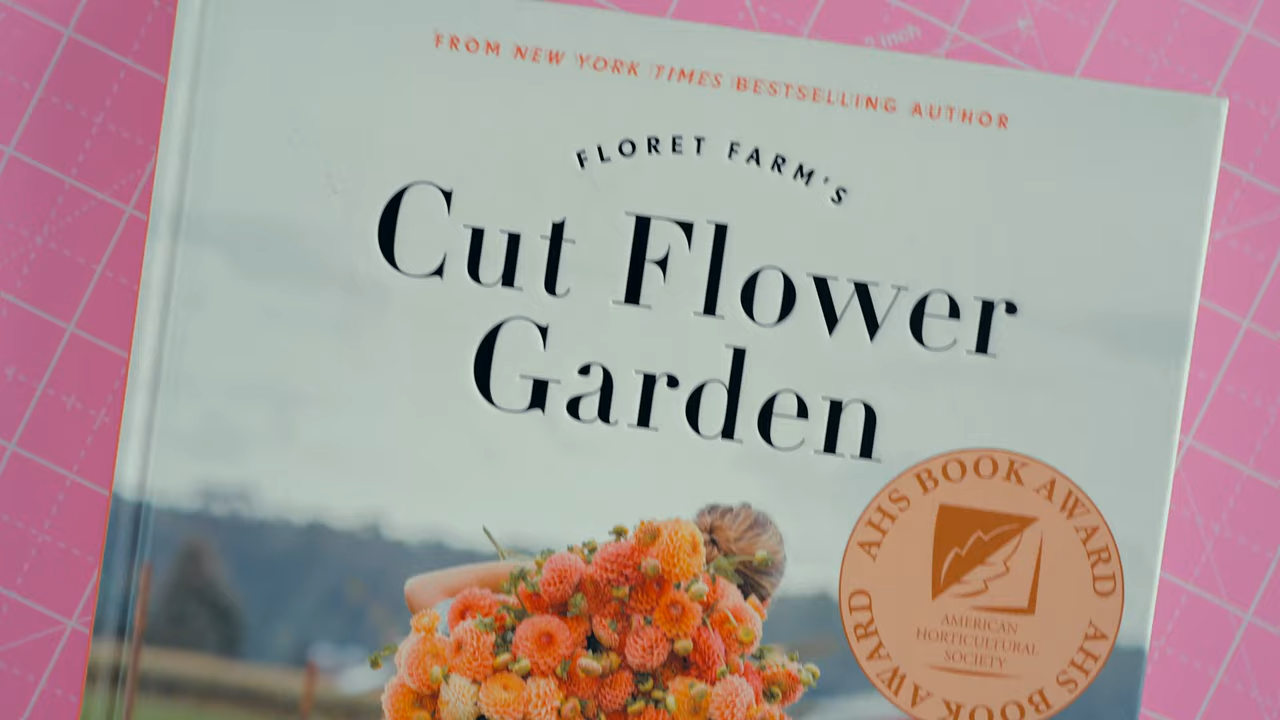 FROM NEW YORK TIMES BESTSELLING AUTHOR
FLORET FARM'S
Cut Flower
Garden
AHS BOOK AWARD
AHS BOOK AWARD
AMERICAN
HORTICULTURAL
SOCIETY
inch